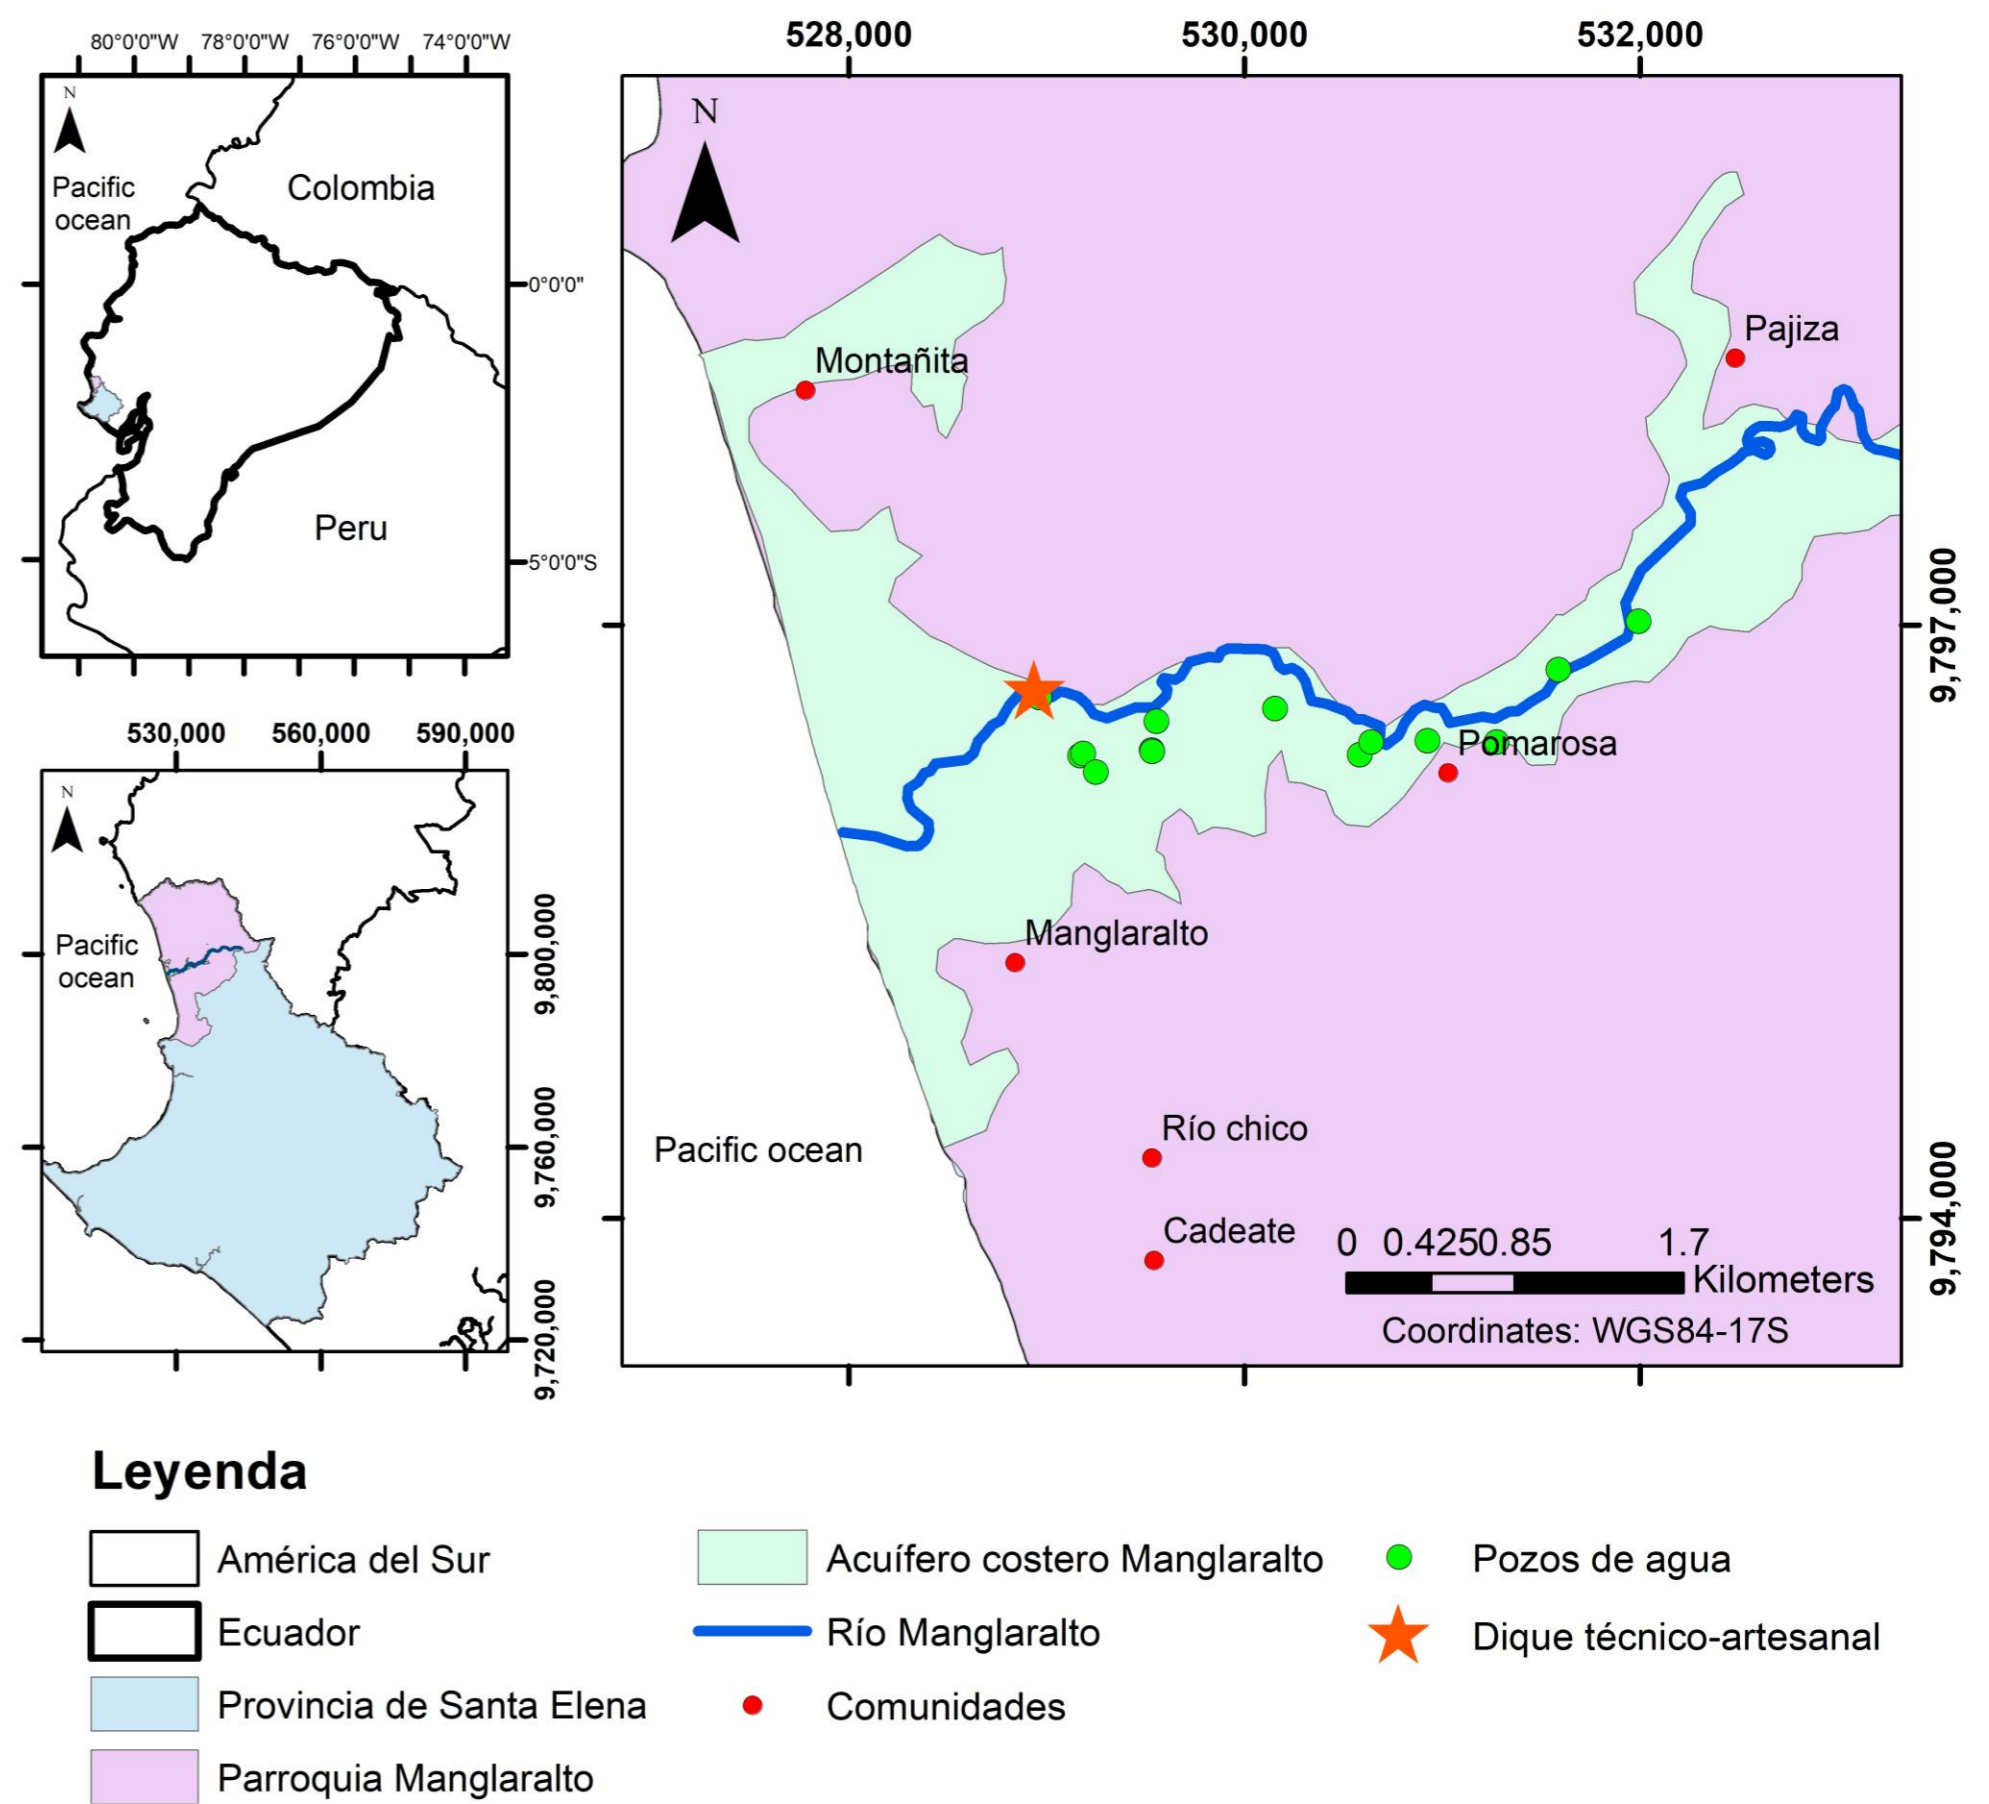 80°0'0"W 78°0'0"W 76°0'0"W 74°0'0"W
N
Pacific
ocean
Colombia
Peru
0°0'0"
5°0'0"S
530,000 560,000 590,000
N
Pacific
ocean
9,800,000
9,760,000
9,720,000
528,000 530,000 532,000
N
Pajiza
Montañita
Pomarosa
Manglaralto
Río chico
Pacific ocean
Cadeate
0 0.425 0.85 1.7
Kilometers
Coordinates: WGS84-17S
9,797,000
9,794,000
Leyenda
América del Sur
Ecuador
Provincia de Santa Elena
Parroquia Manglaralto
Acuífero costero Manglaralto
Río Manglaralto
Comunidades
Pozos de agua
Dique técnico-artesanal